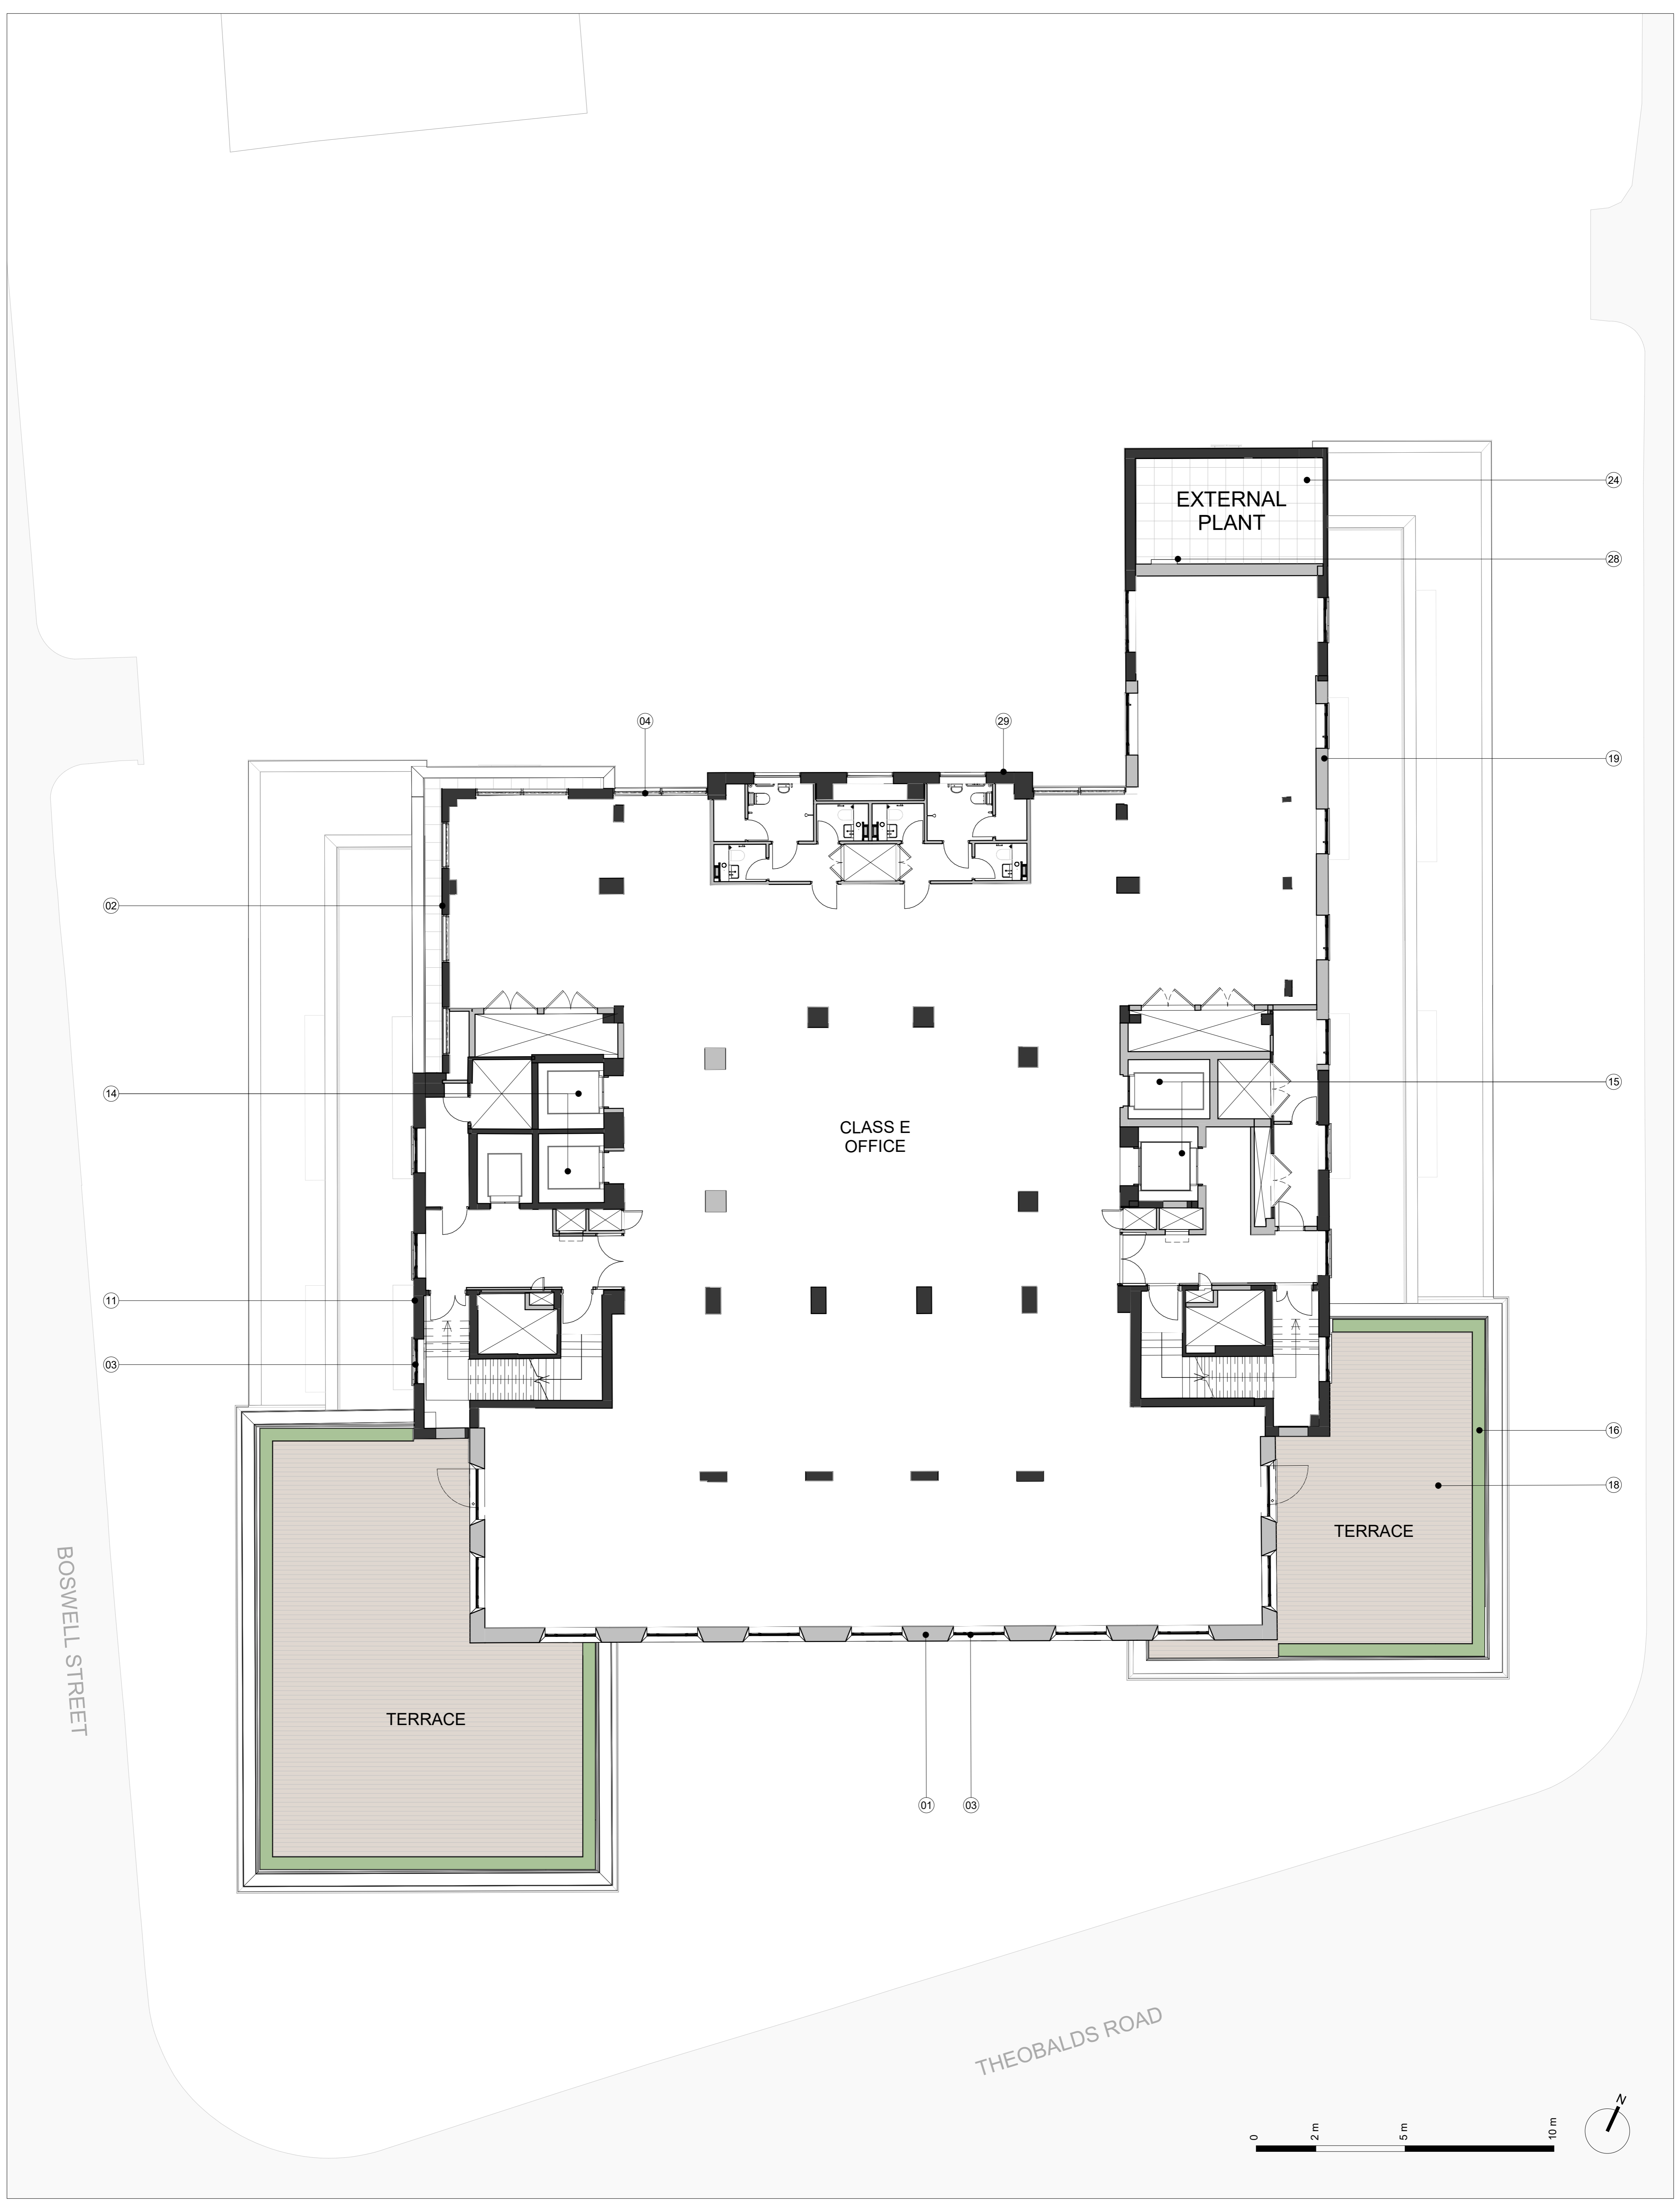 24
EXTERNAL
PLANT
28
04
29
19
02
14
15
CLASS E
OFFICE
11
03
16
18
TERRACE
BOSWELL STREET
TERRACE
01
03
THEOBALDS ROAD
N
0
2 m
5 m
10 m